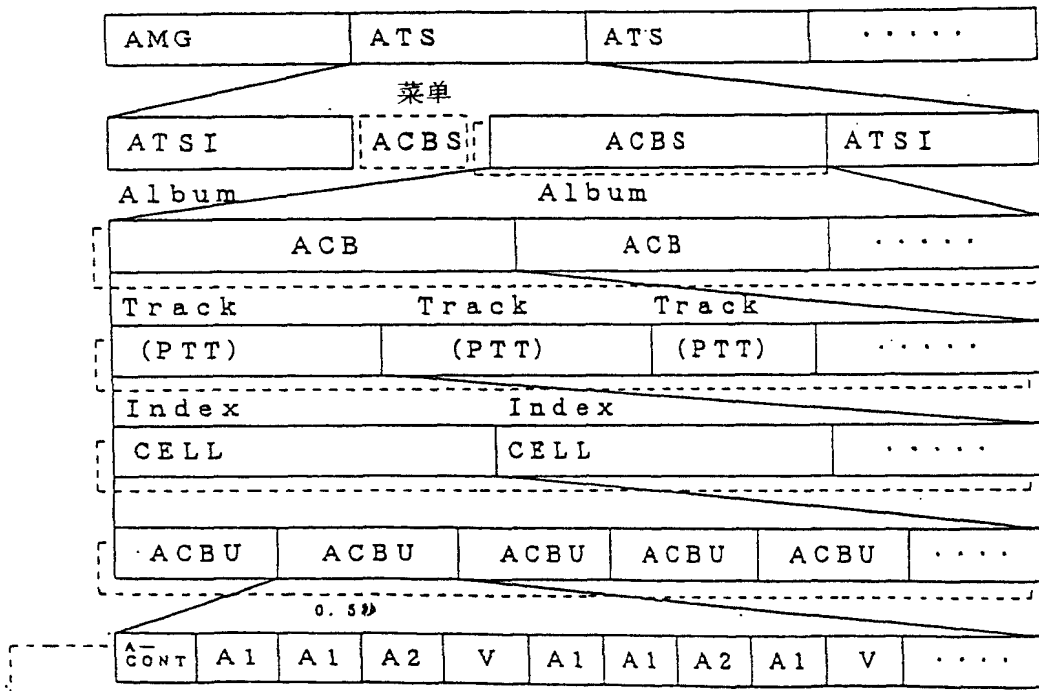 AMG ATS ATS ·····
菜单
ATSI ACBS ACBS ATSI
Album Album
ACB ACB ·····
Track Track Track
(PTT) (PTT) (PTT) ·····
Index Index
CELL CELL ·····
ACBU ACBU ACBU ACBU ACBU ····
0.5秒
A-CONT A1 A1 A2 V A1 A1 A2 A1 V ····